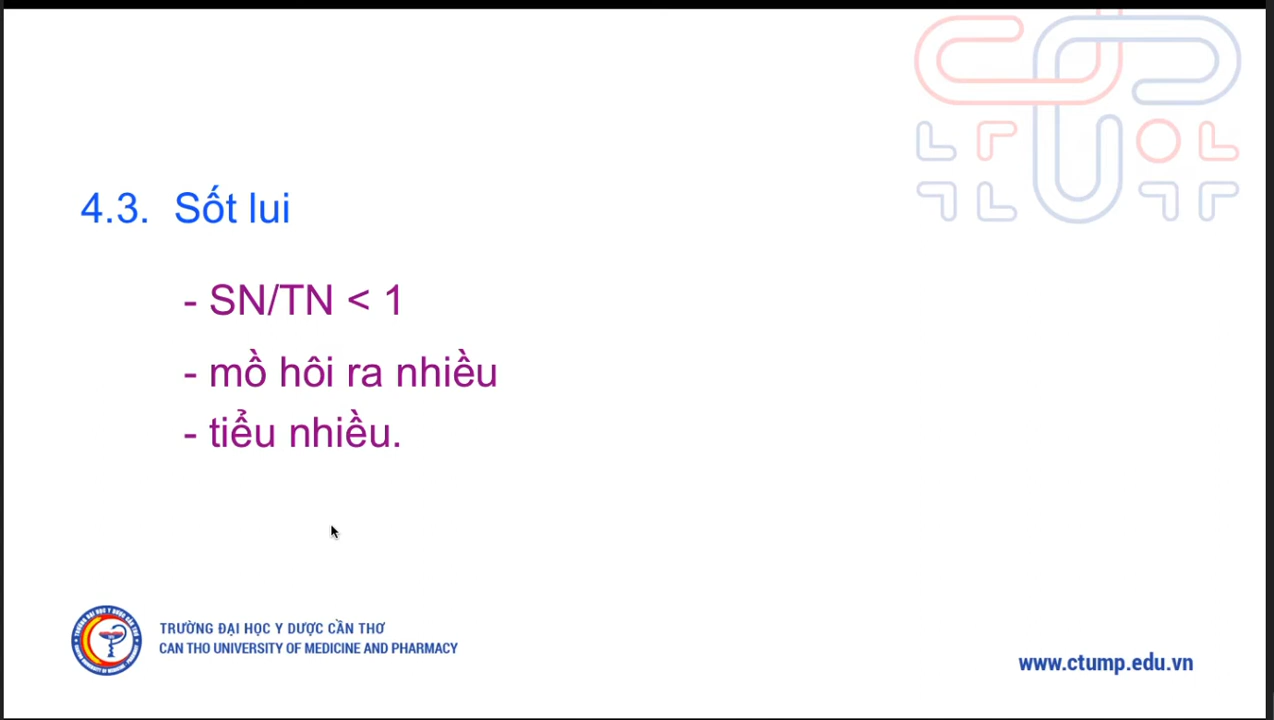 4.3. Sốt lui
- SN/TN < 1
- mồ hôi ra nhiều
- tiểu nhiều.
TRƯỜNG ĐẠI HỌC Y DƯỢC CẦN THƠ
CAN THO UNIVERSITY OF MEDICINE AND PHARMACY
www.ctump.edu.vn